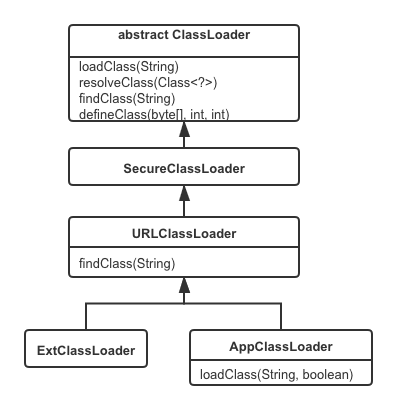 abstract ClassLoader
loadClass(String)
resolveClass(Class<?>)
findClass(String)
defineClass(byte[], int, int)
SecureClassLoader
URLClassLoader
findClass(String)
ExtClassLoader
AppClassLoader
loadClass(String, boolean)